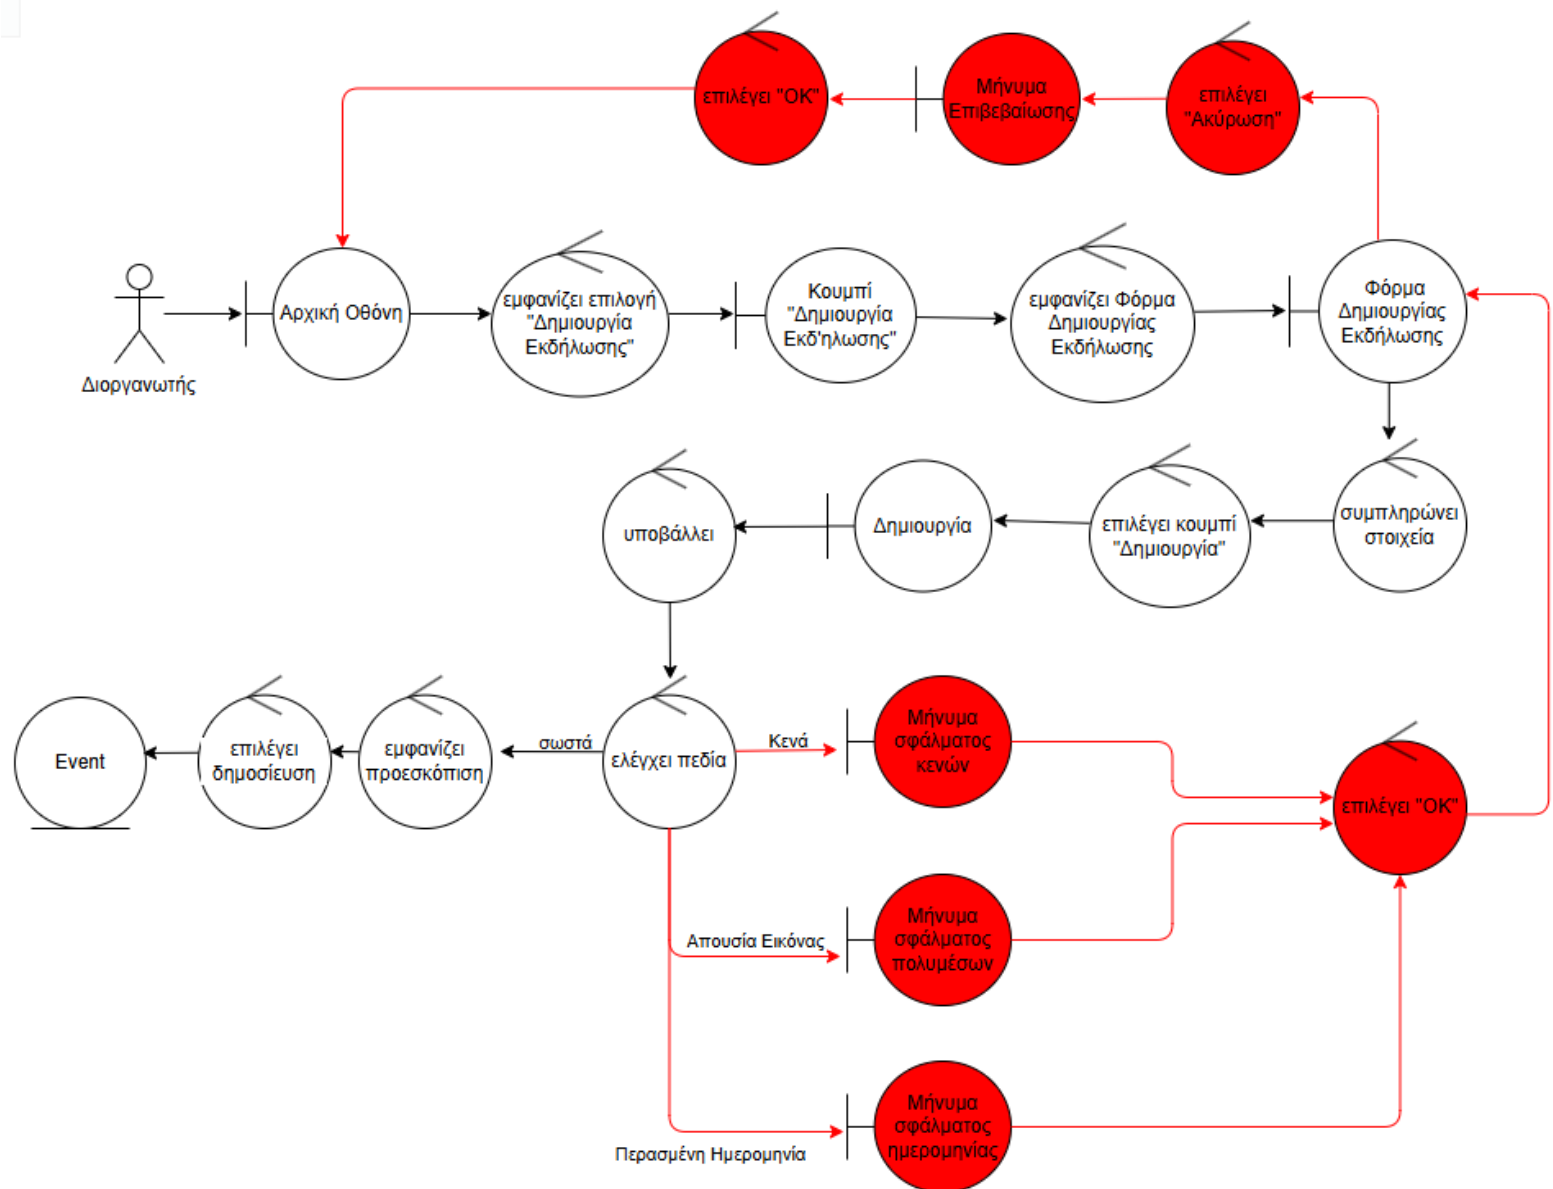 επιλέγει "ΟΚ"
Μήνυμα
Επιβεβαίωσης
επιλέγει
"Ακύρωση"
Διοργανωτής
Αρχική Οθόνη
εμφανίζει επιλογή
"Δημιουργία
Εκδήλωσης"
Κουμπί
"Δημιουργία
Εκδ'ηλωσης"
εμφανίζει Φόρμα
Δημιουργίας
Εκδήλωσης
Φόρμα
Δημιουργίας
Εκδήλωσης
υποβάλλει
Δημιουργία
επιλέγει κουμπί
"Δημιουργία"
συμπληρώνει
στοιχεία
Event
επιλέγει
δημοσίευση
εμφανίζει
προεσκόπιση
σωστά
ελέγχει πεδία
Κενά
Μήνυμα
σφάλματος
κενών
επιλέγει "ΟΚ"
Απουσία Εικόνας
Μήνυμα
σφάλματος
πολυμέσων
Περασμένη Ημερομηνία
Μήνυμα
σφάλματος
ημερομηνίας